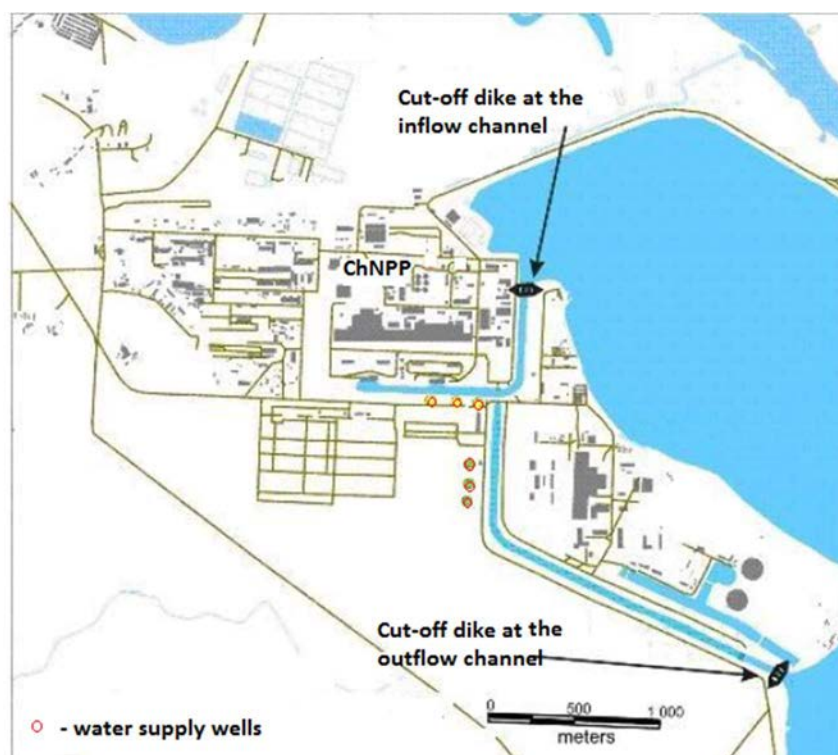 Cut-off dike at the
inflow channel
ChNPP
Cut-off dike at the
outflow channel
0 500 1 000
meters
- water supply wells